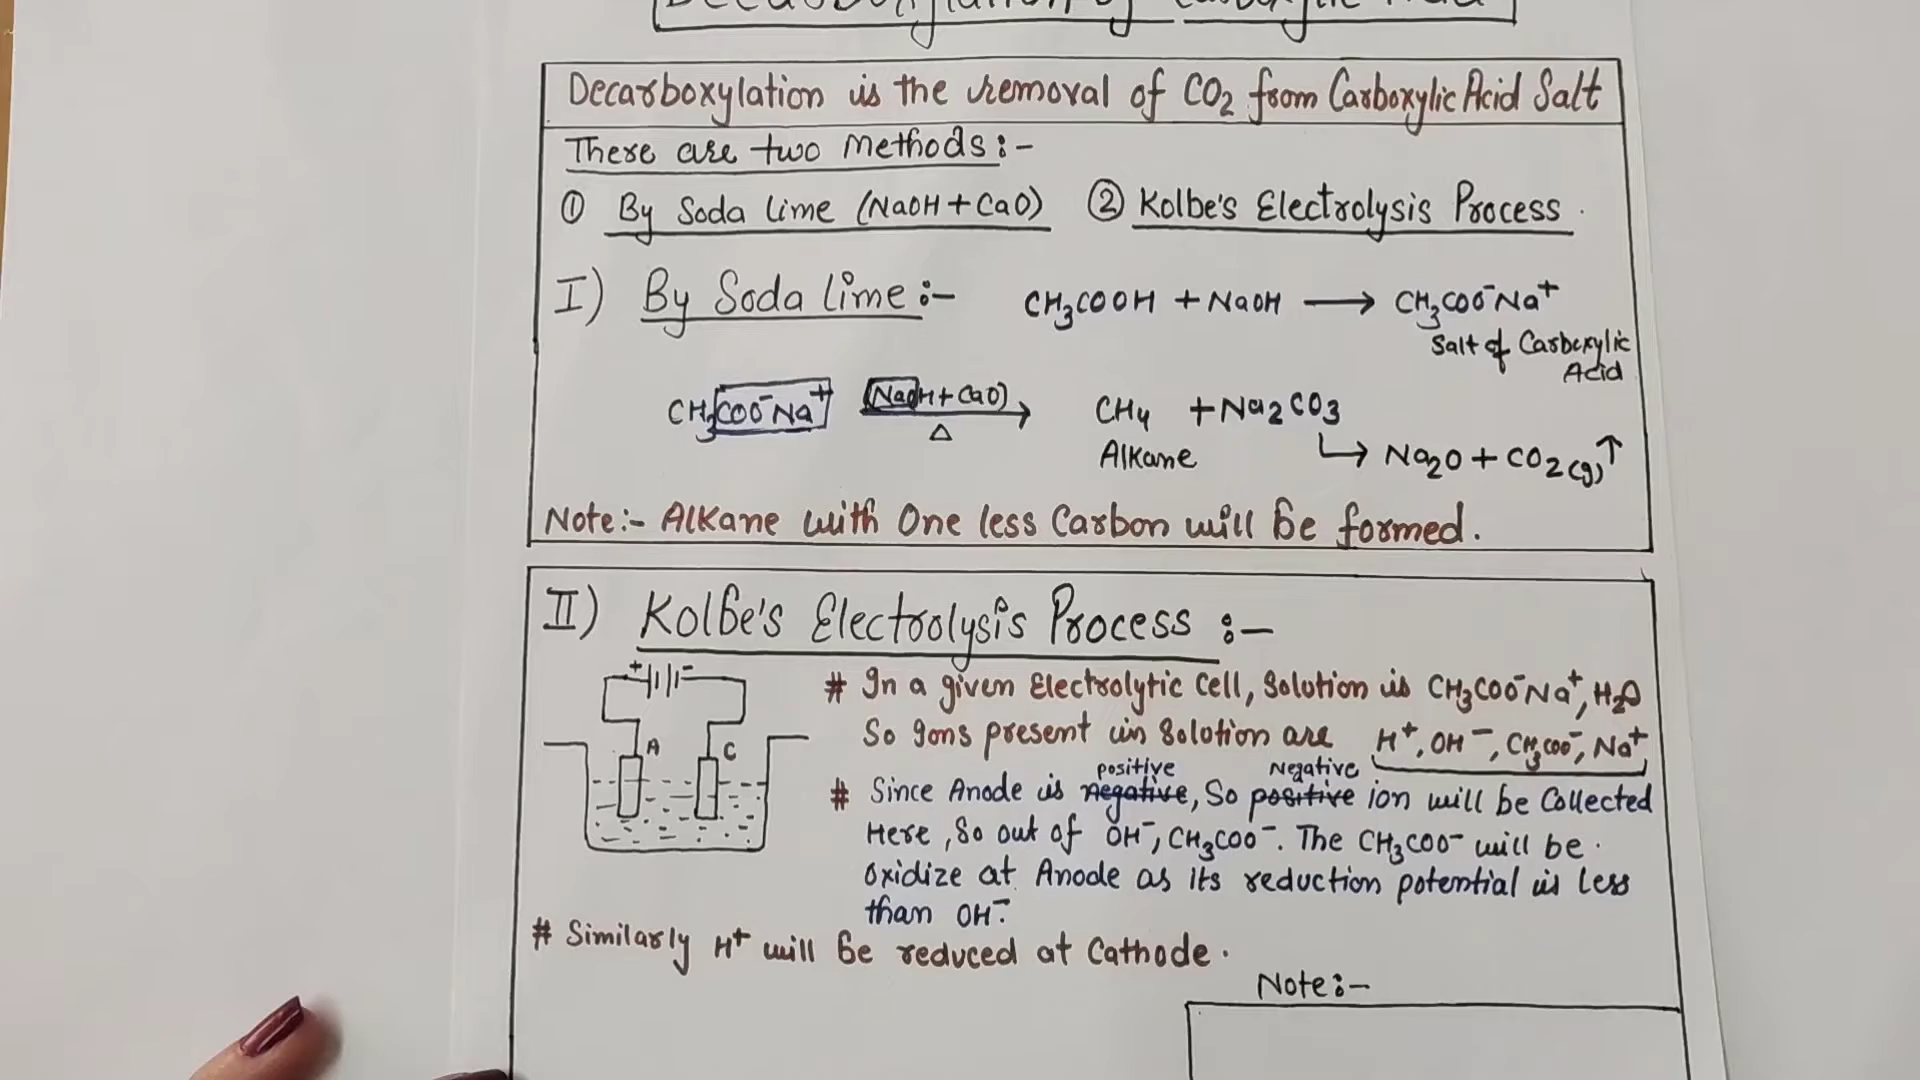 Decarboxylation of Carboxylic Acid
Decarboxylation is the removal of CO2 from Carboxylic Acid Salt
There are two Methods:-
① By Soda lime (NaOH+CaO) ② Kolbe's Electrolysis Process.
I) By Soda lime:- CH3COOH + NaOH ⟶ CH3COO⁻Na⁺
Salt of Carboxylic
Acid
CH3COO⁻Na⁺ (NaOH+CaO) CH4 + Na2CO3
Δ
Alkane ↳ Na2O + CO2(g)↑
Note:- Alkane with One less Carbon will be formed.
II) Kolbe's Electrolysis Process:-
+ -
A C
# In a given Electrolytic Cell, Solution is CH3COO⁻Na⁺, H2O
So Ions present in Solution are H⁺, OH⁻, CH3COO⁻, Na⁺
positive Negative
# Since Anode is negative, So positive ion will be Collected
Here, So out of OH⁻, CH3COO⁻. The CH3COO⁻ will be.
Oxidize at Anode as its reduction potential is less
than OH⁻.
# Similarly H⁺ will be reduced at Cathode.
Note:-